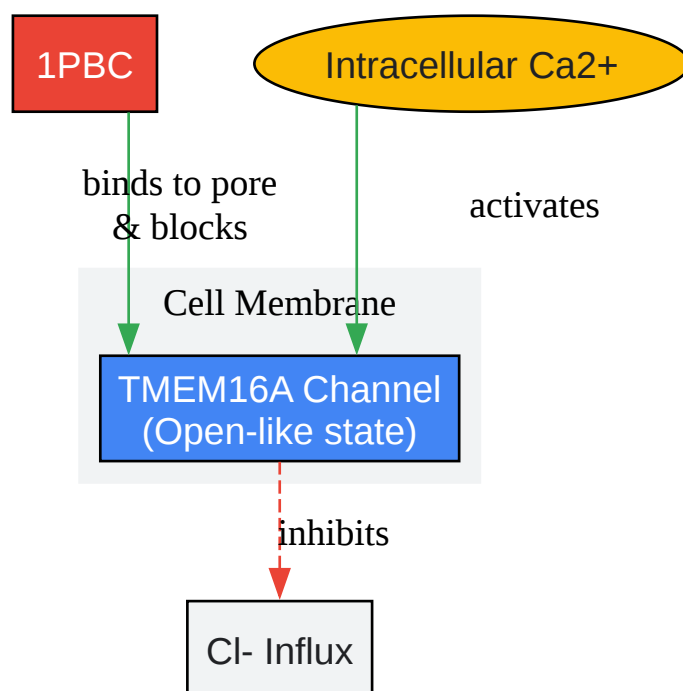 1PBC
Intracellular Ca2+
binds to pore
& blocks
activates
Cell Membrane
TMEM16A Channel
(Open-like state)
inhibits
Cl- Influx